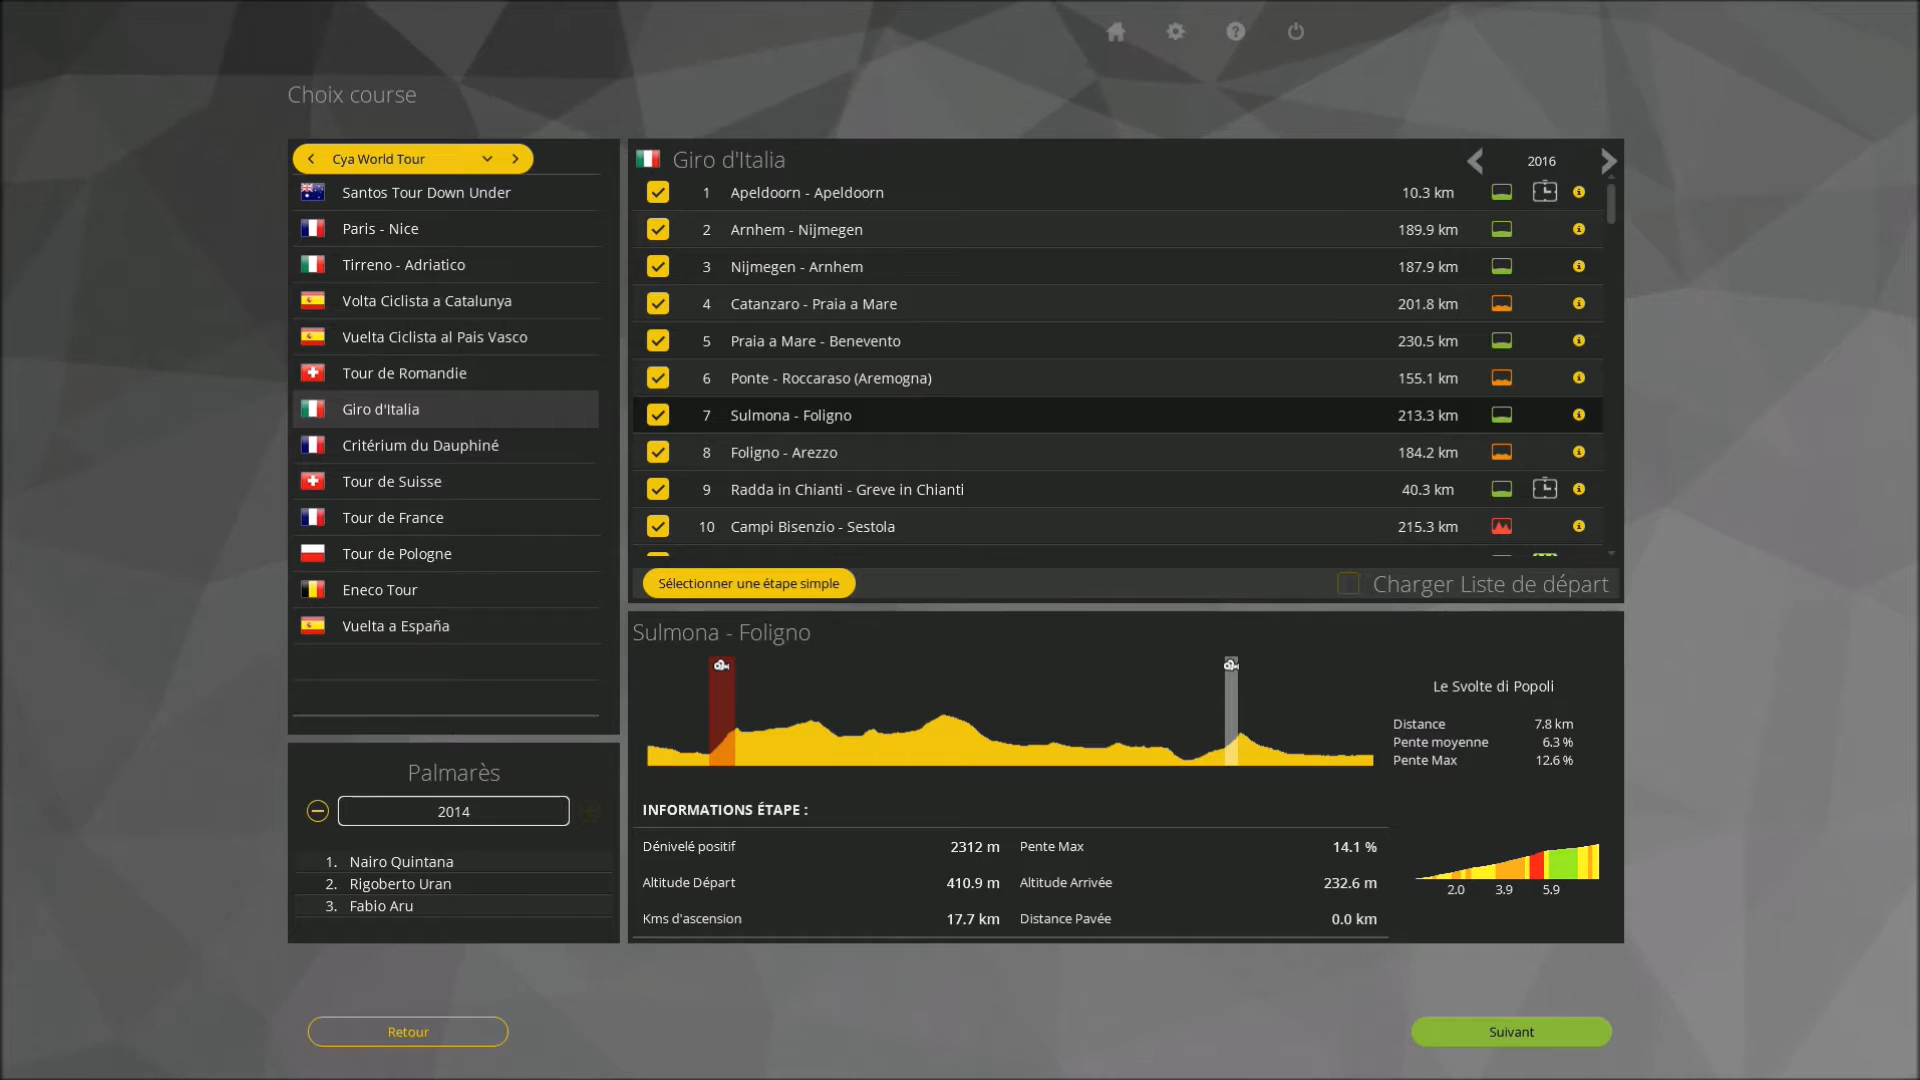 Choix course
Cya World Tour
Santos Tour Down Under
Paris - Nice
Tirreno - Adriatico
Volta Ciclista a Catalunya
Vuelta Ciclista al Pais Vasco
Tour de Romandie
Giro d'Italia
Critérium du Dauphiné
Tour de Suisse
Tour de France
Tour de Pologne
Eneco Tour
Vuelta a España
Palmarès
2014
1. Nairo Quintana
2. Rigoberto Uran
3. Fabio Aru
Giro d'Italia 2016
1 Apeldoorn - Apeldoorn 10.3 km
2 Arnhem - Nijmegen 189.9 km
3 Nijmegen - Arnhem 187.9 km
4 Catanzaro - Praia a Mare 201.8 km
5 Praia a Mare - Benevento 230.5 km
6 Ponte - Roccaraso (Aremogna) 155.1 km
7 Sulmona - Foligno 213.3 km
8 Foligno - Arezzo 184.2 km
9 Radda in Chianti - Greve in Chianti 40.3 km
10 Campi Bisenzio - Sestola 215.3 km
Sélectionner une étape simple
Charger Liste de départ
Sulmona - Foligno
Le Svolte di Popoli
Distance 7.8 km
Pente moyenne 6.3 %
Pente Max 12.6 %
INFORMATIONS ÉTAPE :
Dénivelé positif 2312 m Pente Max 14.1 %
Altitude Départ 410.9 m Altitude Arrivée 232.6 m
Kms d'ascension 17.7 km Distance Pavée 0.0 km
2.0 3.9 5.9
Retour
Suivant